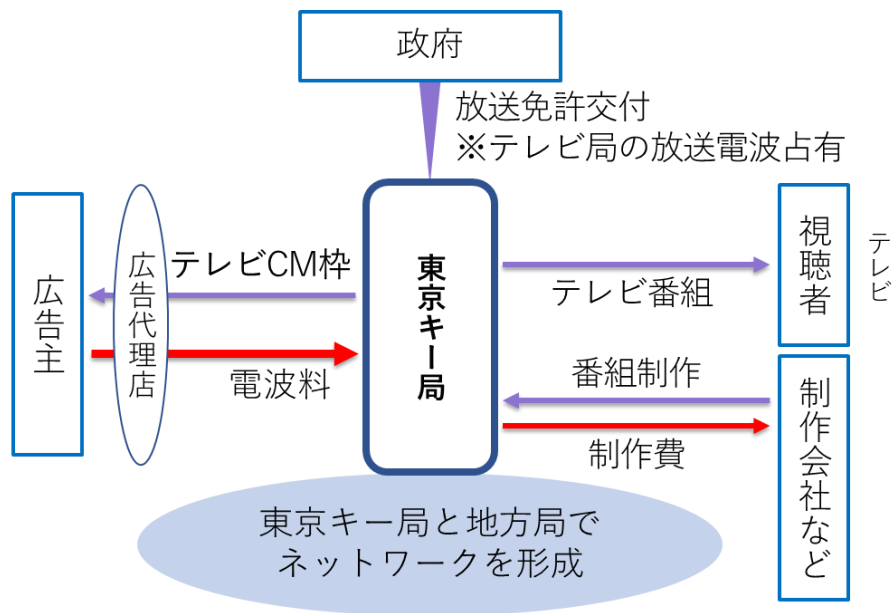 政府
放送免許交付
※テレビ局の放送電波占有
広告主
広告代理店
テレビCM枠
電波料
東京キー局
テレビ番組
視聴者
テレビ
番組制作
制作費
制作会社など
東京キー局と地方局で
ネットワークを形成